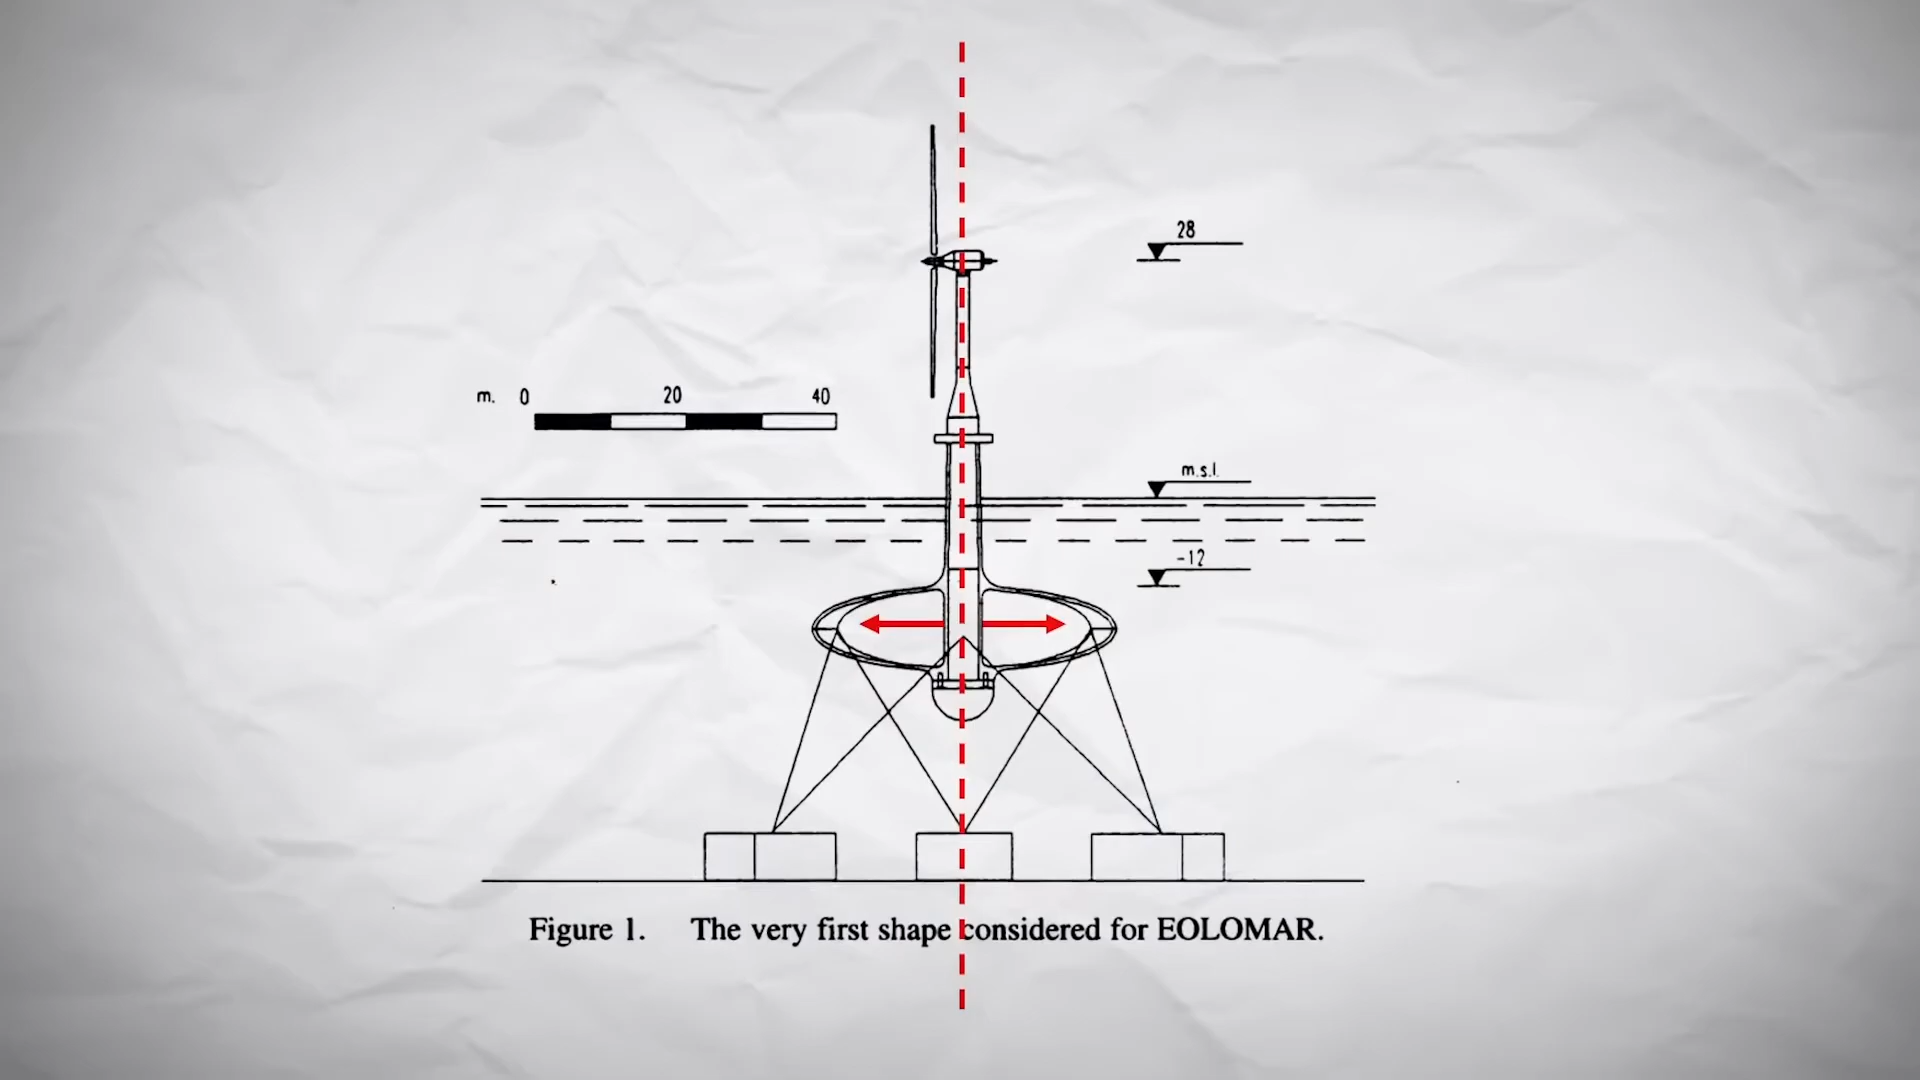 28
m. 0 20 40
m.s.l.
-12
Figure 1. The very first shape considered for EOLOMAR.